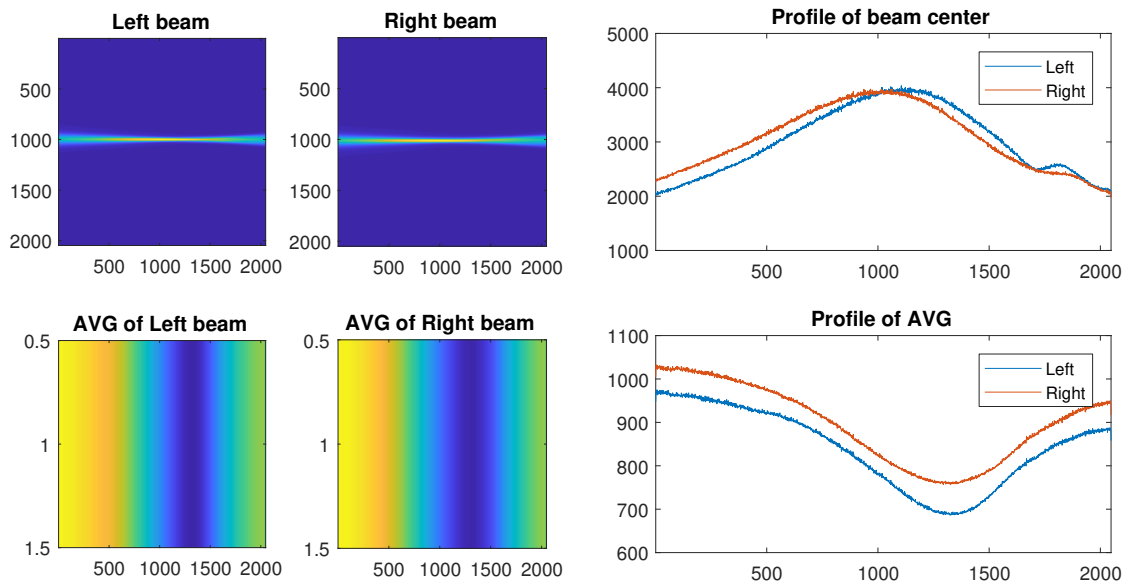 Left beam
500
1000
1500
2000
500 1000 1500 2000
Right beam
500
1000
1500
2000
500 1000 1500 2000
Profile of beam center
5000
4000
3000
2000
1000
500 1000 1500 2000
Left
Right
AVG of Left beam
0.5
1
1.5
500 1000 1500 2000
AVG of Right beam
0.5
1
1.5
500 1000 1500 2000
Profile of AVG
1100
1000
900
800
700
600
500 1000 1500 2000
Left
Right